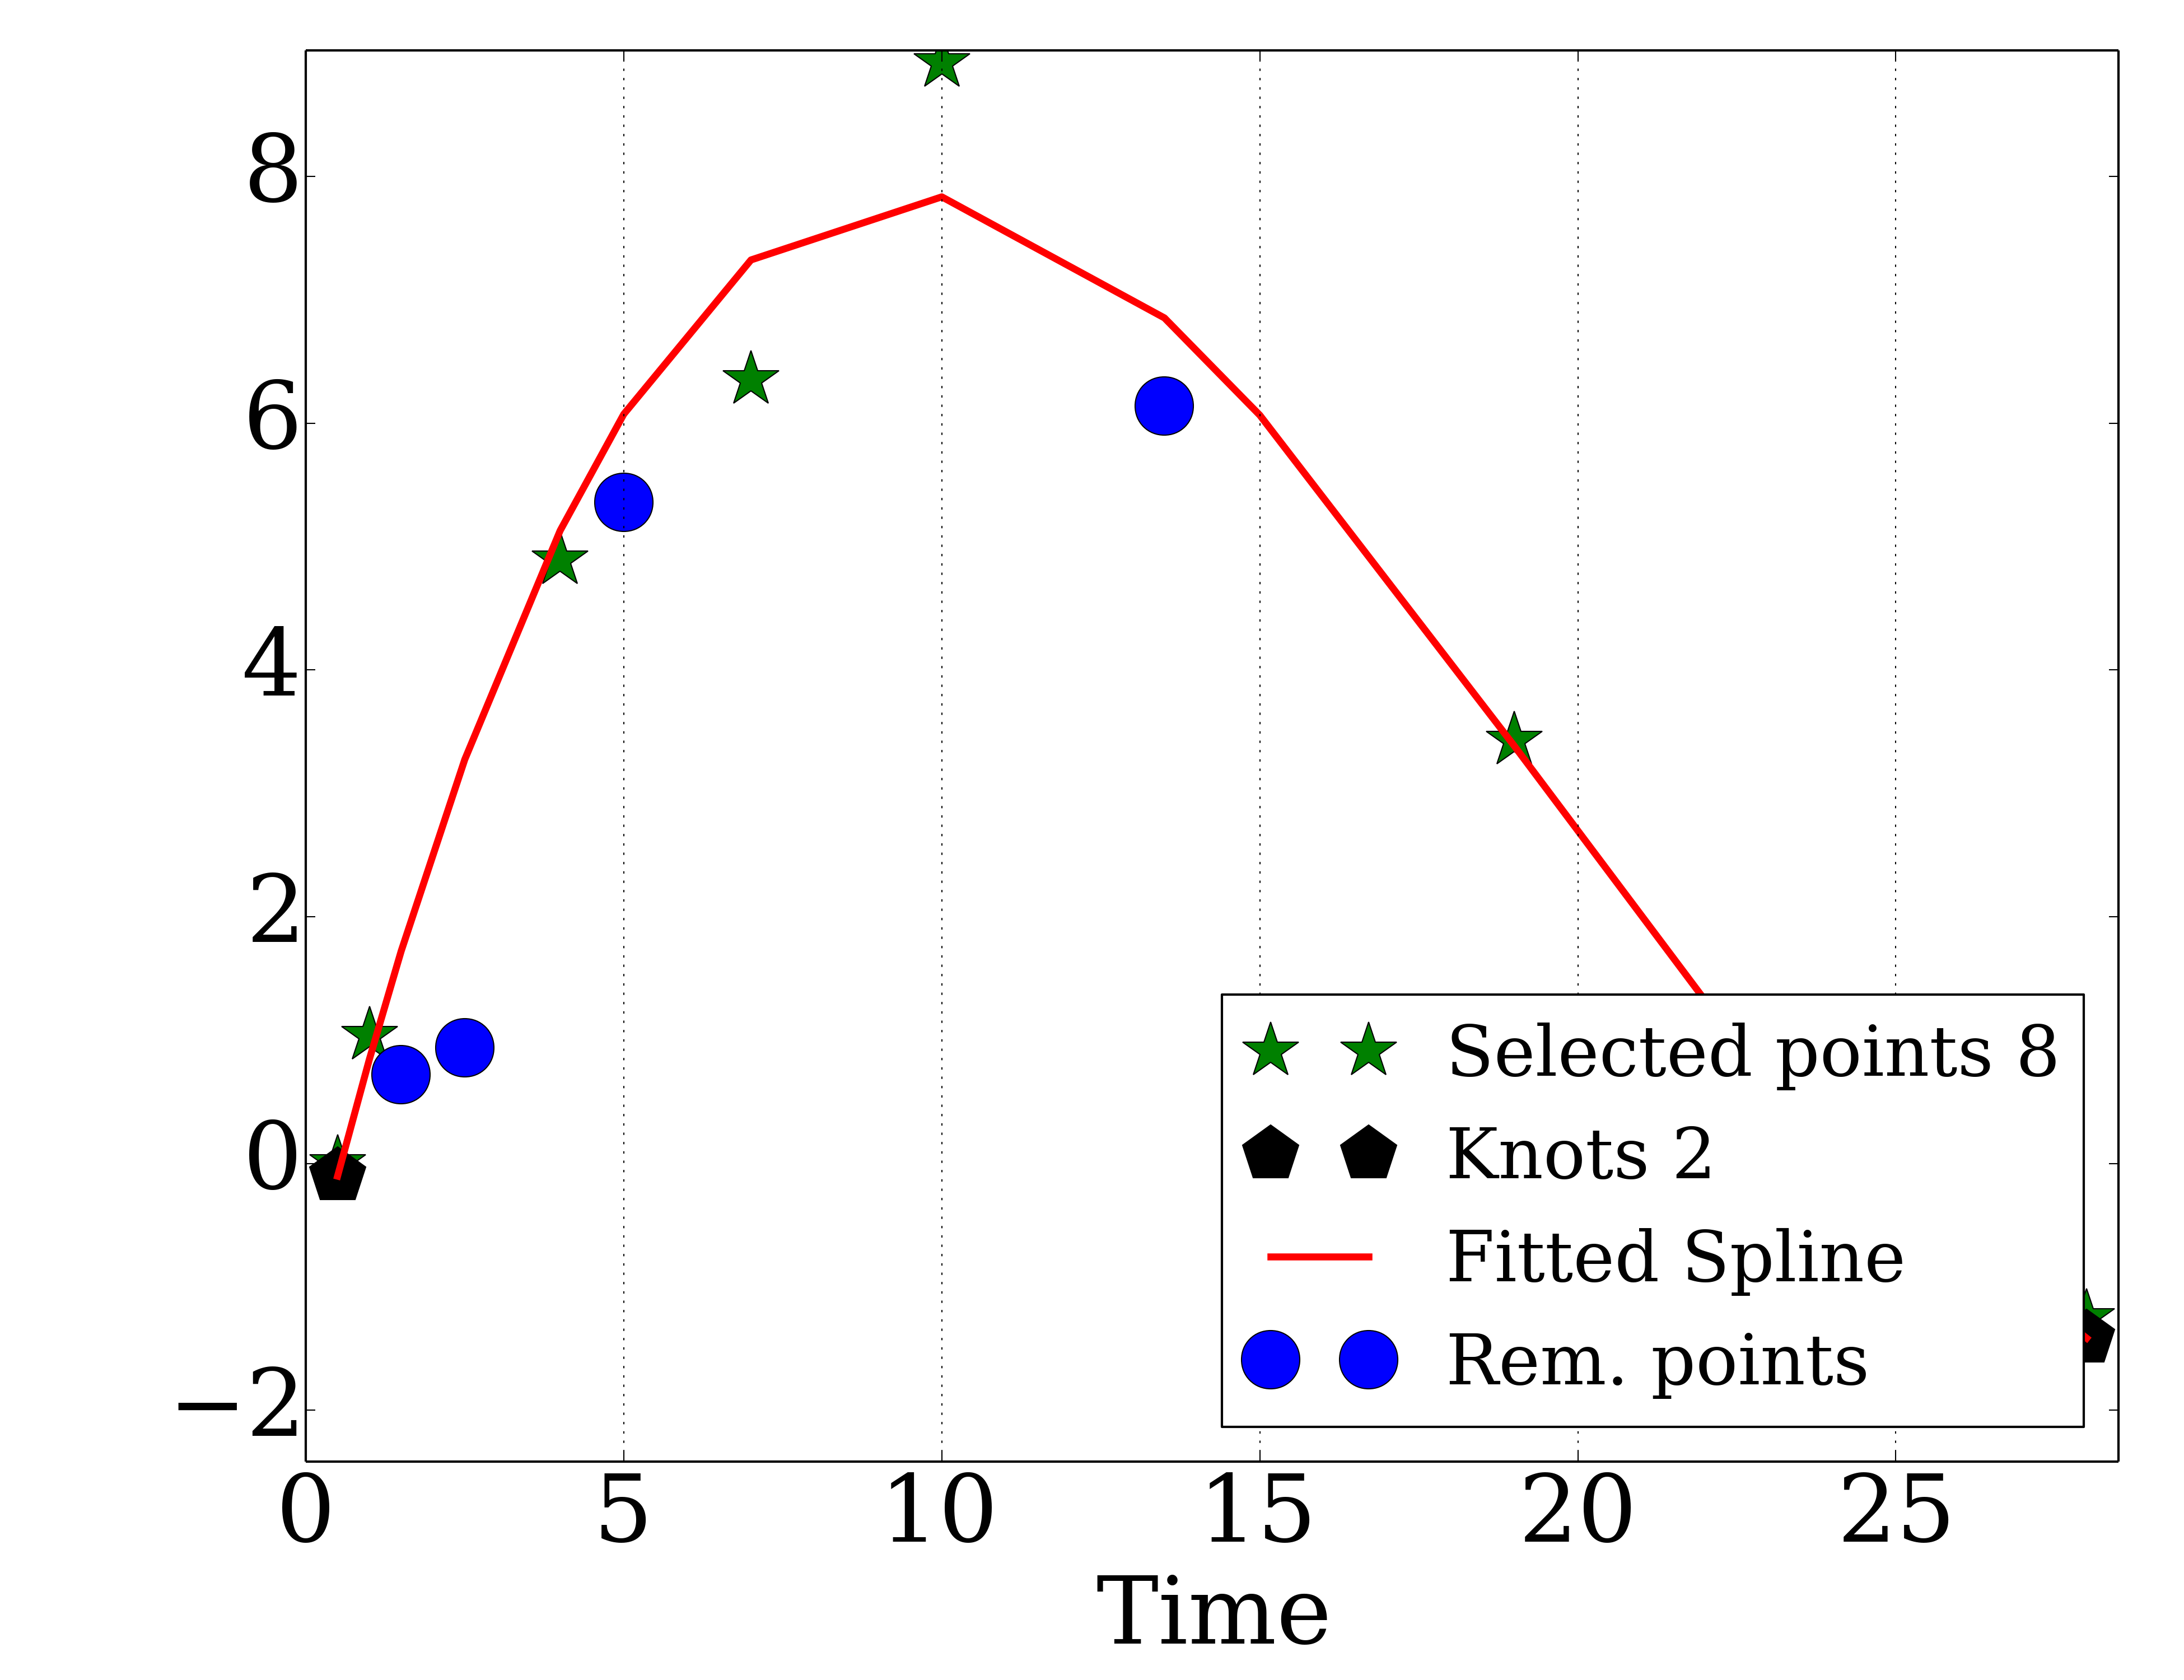 8
6
4
2
0
−2
0 5 10 15 20 25
Time
Selected points 8
Knots 2
Fitted Spline
Rem. points